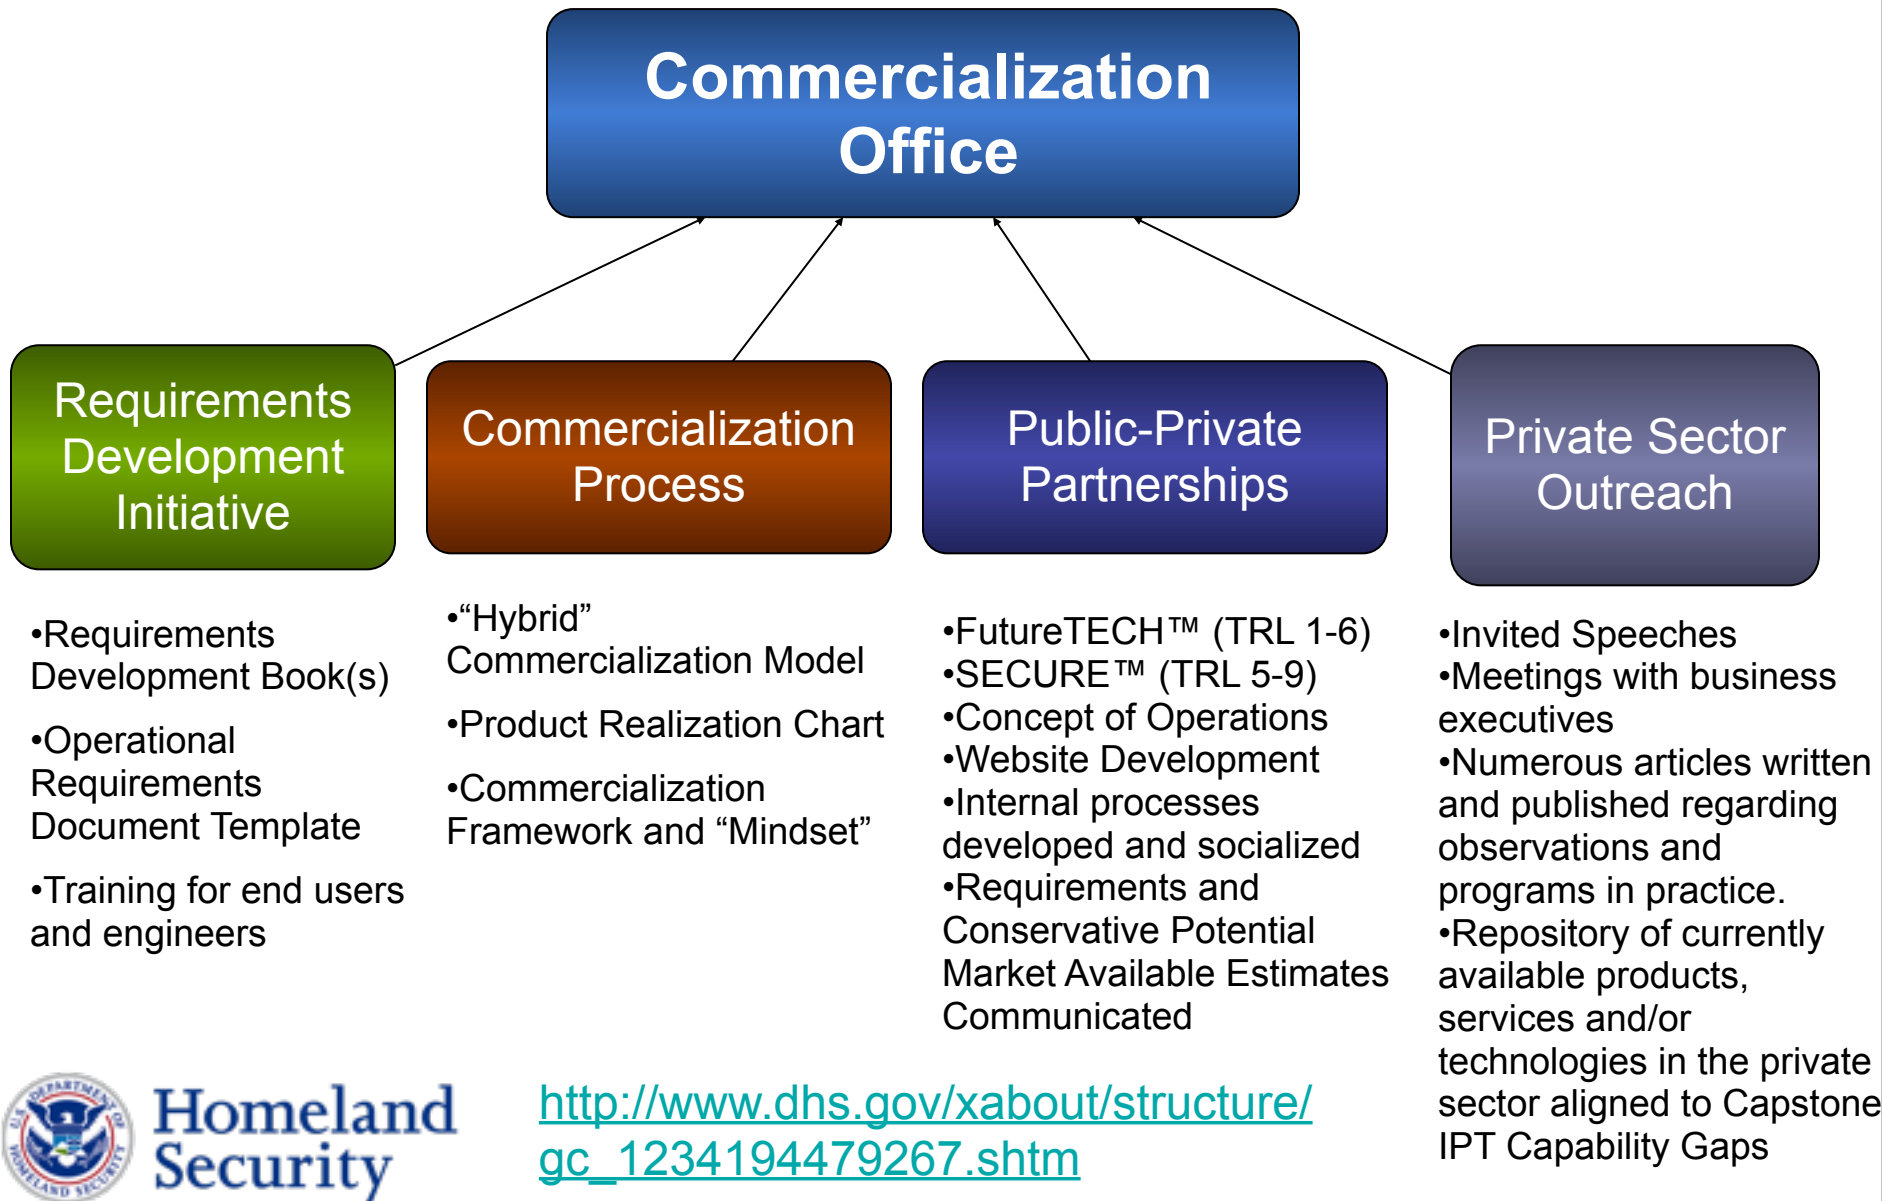 Commercialization
Office
Requirements
Development
Initiative
Commercialization
Process
Public-Private
Partnerships
Private Sector
Outreach
•Requirements
Development Book(s)
•Operational
Requirements
Document Template
•Training for end users
and engineers
•“Hybrid”
Commercialization Model
•Product Realization Chart
•Commercialization
Framework and “Mindset”
•FutureTECH™ (TRL 1-6)
•SECURE™ (TRL 5-9)
•Concept of Operations
•Website Development
•Internal processes
developed and socialized
•Requirements and
Conservative Potential
Market Available Estimates
Communicated
•Invited Speeches
•Meetings with business
executives
•Numerous articles written
and published regarding
observations and
programs in practice.
•Repository of currently
available products,
services and/or
technologies in the private
sector aligned to Capstone
IPT Capability Gaps
U.S. DEPARTMENT OF
HOMELAND SECURITY
Homeland
Security
http://www.dhs.gov/xabout/structure/
gc_1234194479267.shtm